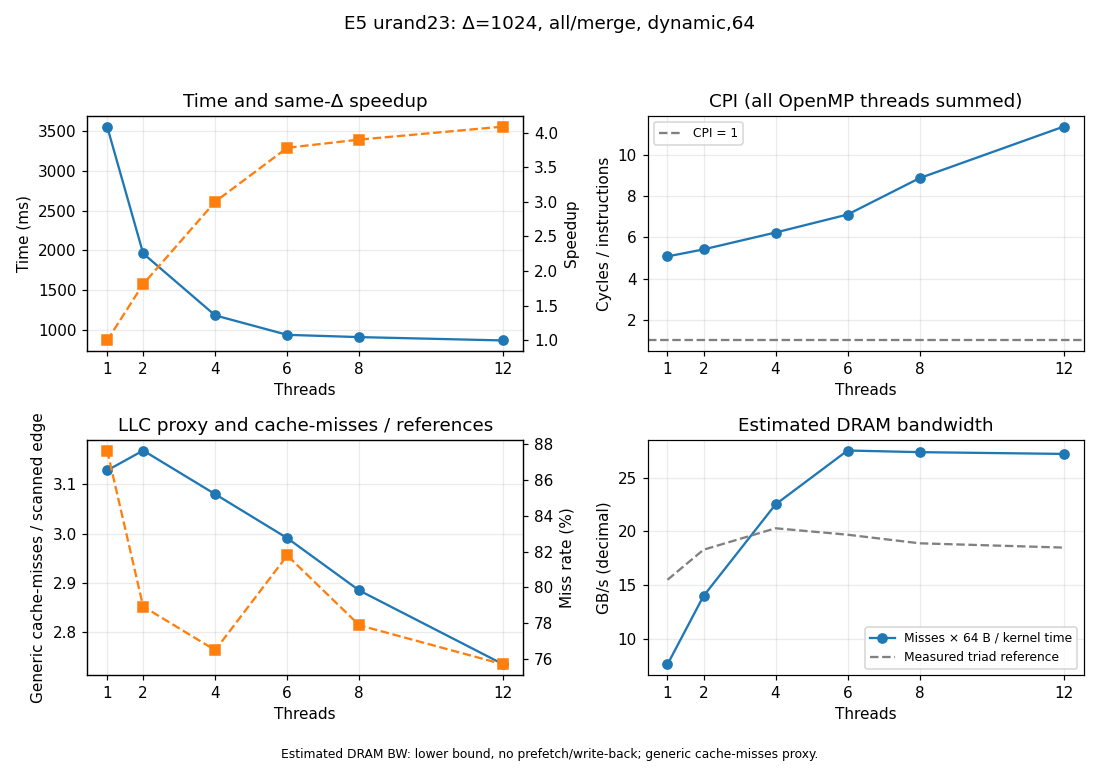 E5 urand23: Δ=1024, all/merge, dynamic,64
Time and same-Δ speedup
3500
3000
2500
2000
1500
1000
Time (ms)
4.0
3.5
3.0
2.5
2.0
1.5
1.0
Speedup
1 2 4 6 8 12
Threads
CPI (all OpenMP threads summed)
CPI = 1
10
8
6
4
2
Cycles / instructions
1 2 4 6 8 12
Threads
LLC proxy and cache-misses / references
3.1
3.0
2.9
2.8
Generic cache-misses / scanned edge
88
86
84
82
80
78
76
Miss rate (%)
1 2 4 6 8 12
Threads
Estimated DRAM bandwidth
25
20
15
10
GB/s (decimal)
Misses × 64 B / kernel time
Measured triad reference
1 2 4 6 8 12
Threads
Estimated DRAM BW: lower bound, no prefetch/write-back; generic cache-misses proxy.